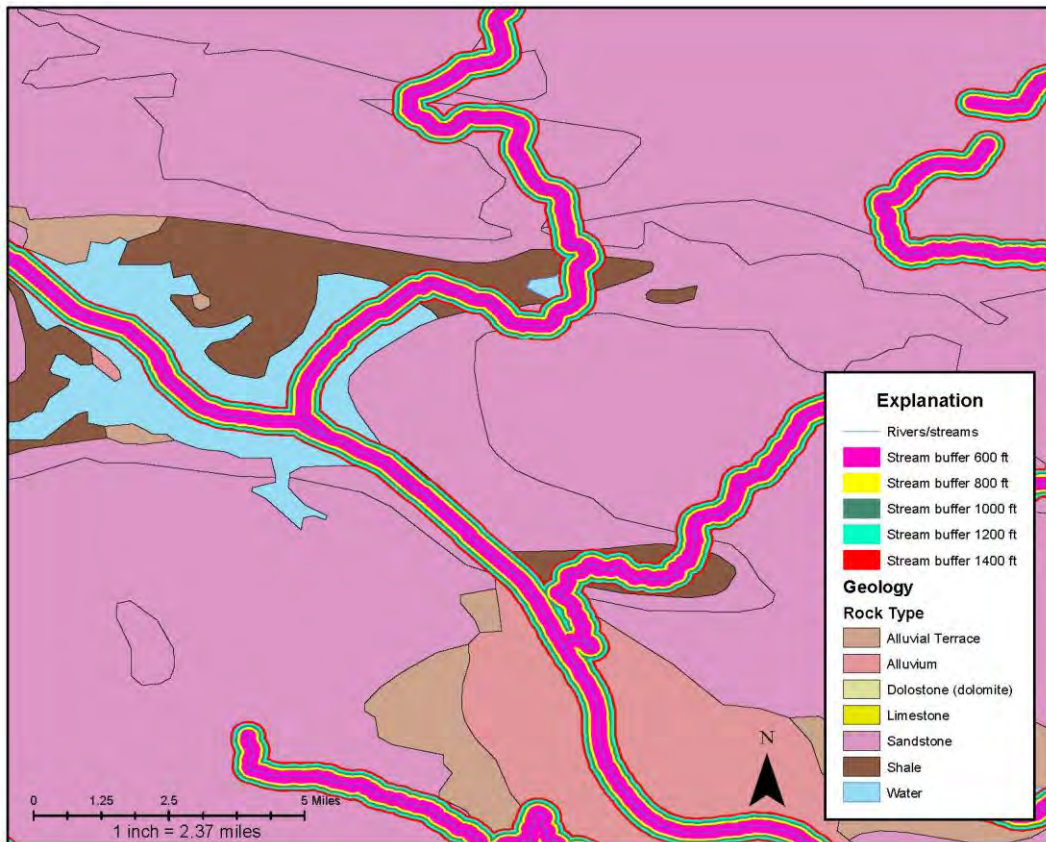 Explanation
Rivers/streams
Stream buffer 600 ft
Stream buffer 800 ft
Stream buffer 1000 ft
Stream buffer 1200 ft
Stream buffer 1400 ft
Geology
Rock Type
Alluvial Terrace
Alluvium
Dolostone (dolomite)
Limestone
Sandstone
Shale
Water
N
0 1.25 2.5 5 Miles
1 inch = 2.37 miles